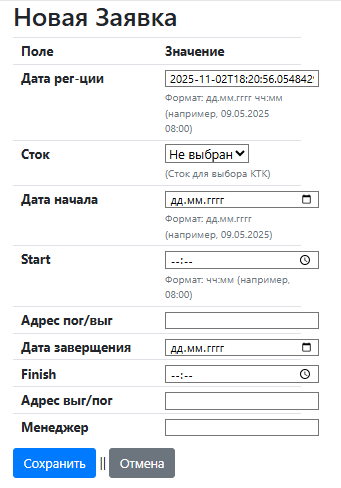 Новая Заявка
Поле Значение
Дата рег-ции 2025-11-02T18:20:56.054842
Формат: дд.мм.гггг чч:мм
(например, 09.05.2025
08:00)
Сток Не выбран
(Сток для выбора КТК)
Дата начала дд.мм.гггг
Формат: дд.мм.гггг
(например, 09.05.2025)
Start --:--
Формат: чч:мм (например,
08:00)
Адрес пог/выг
Дата заверщения дд.мм.гггг
Finish --:--
Адрес выг/пог
Менеджер
Сохранить || Отмена